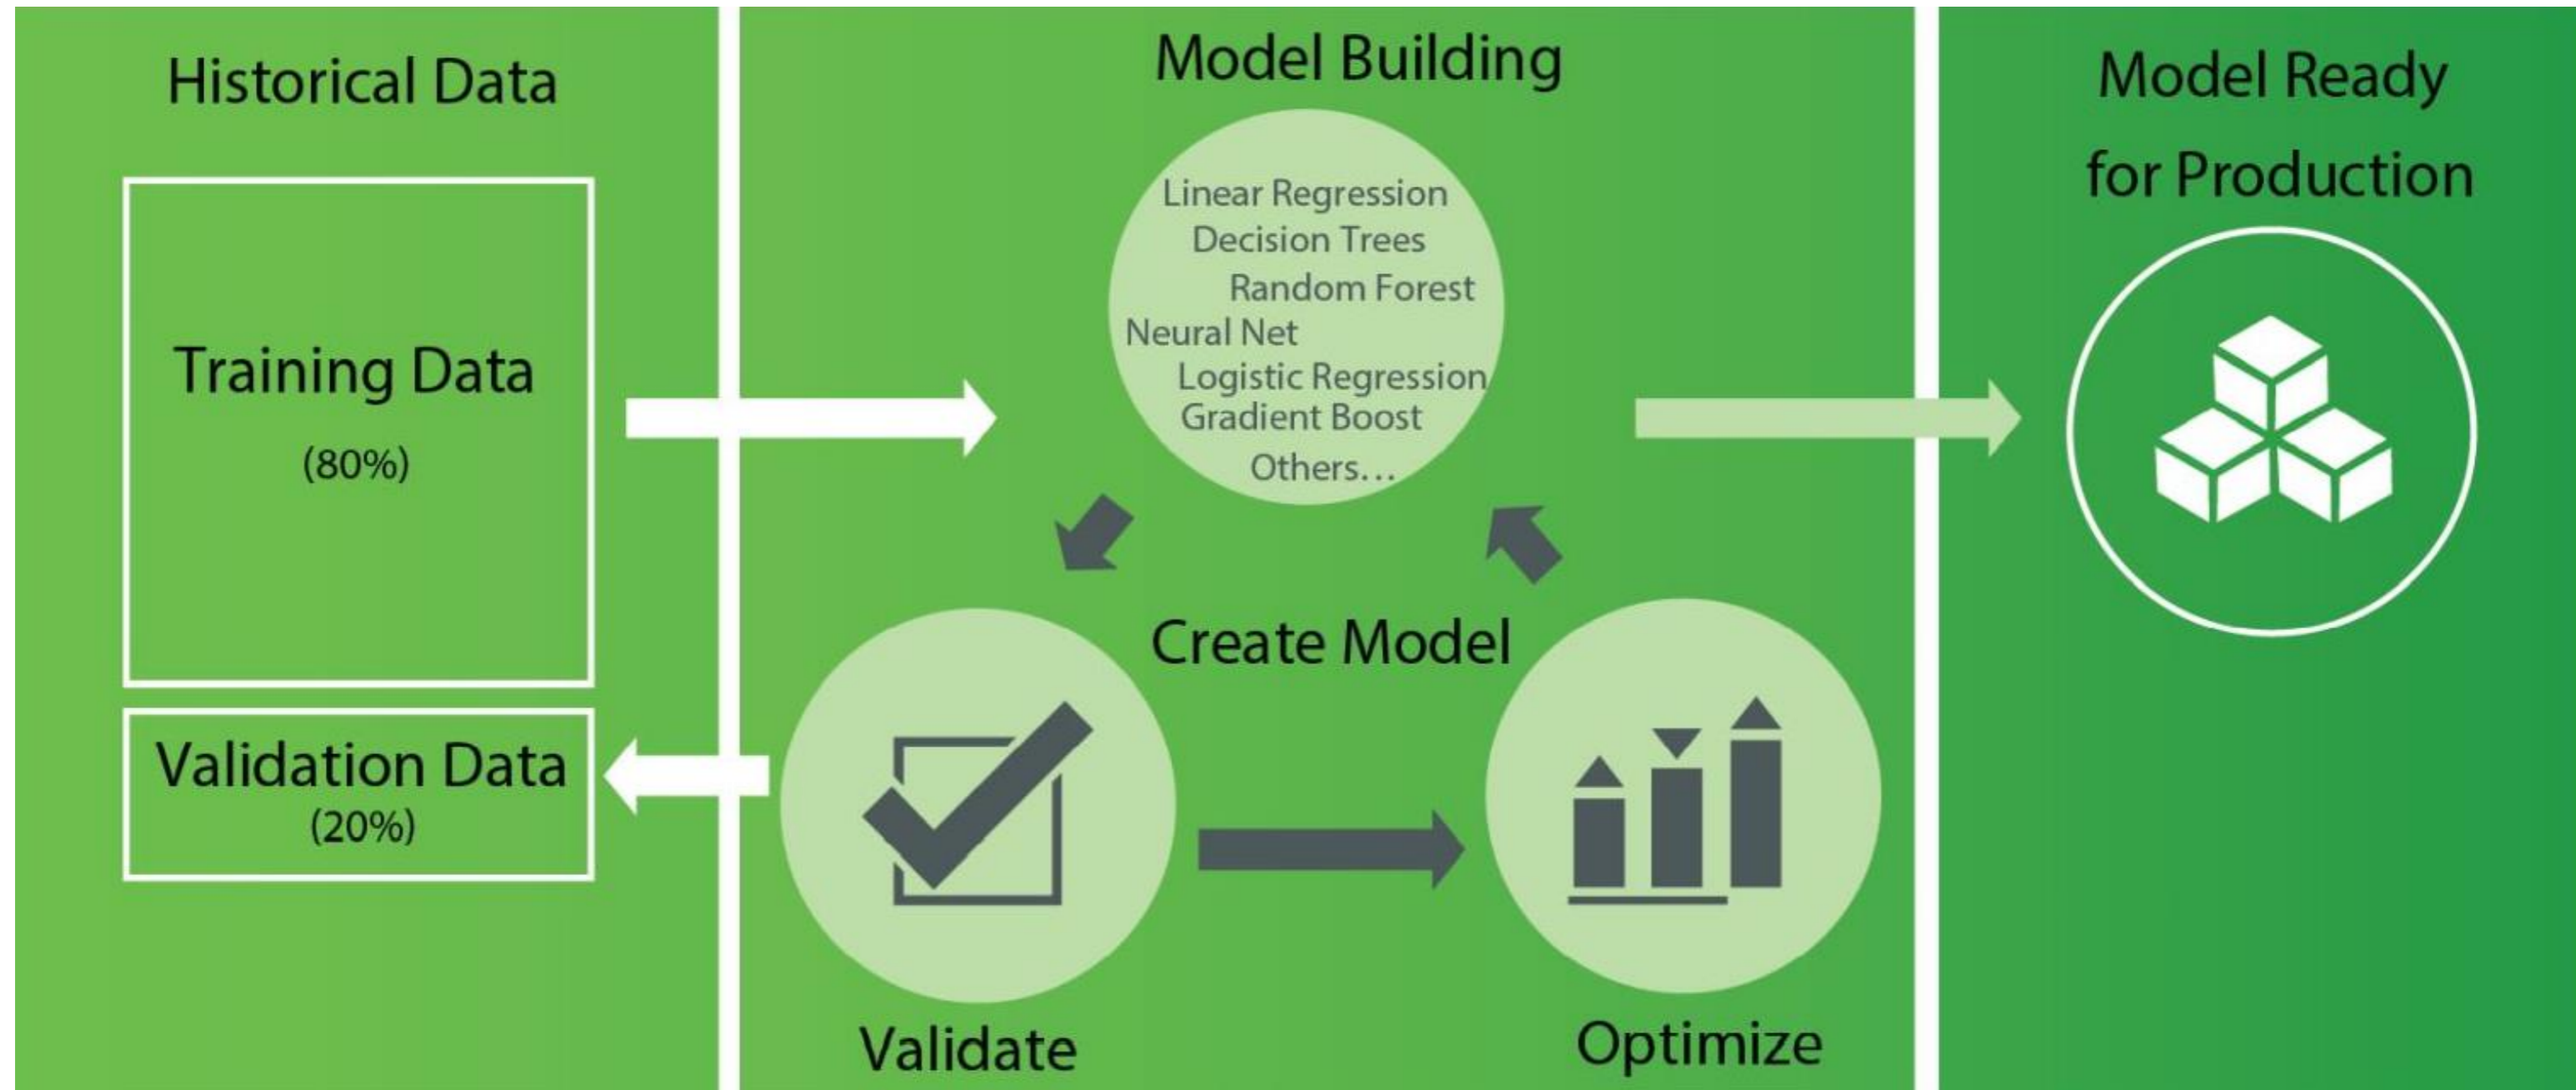 Historical Data
Training Data
(80%)
Validation Data
(20%)
Model Building
Linear Regression
Decision Trees
Random Forest
Neural Net
Logistic Regression
Gradient Boost
Others...
Create Model
Validate
Optimize
Model Ready
for Production